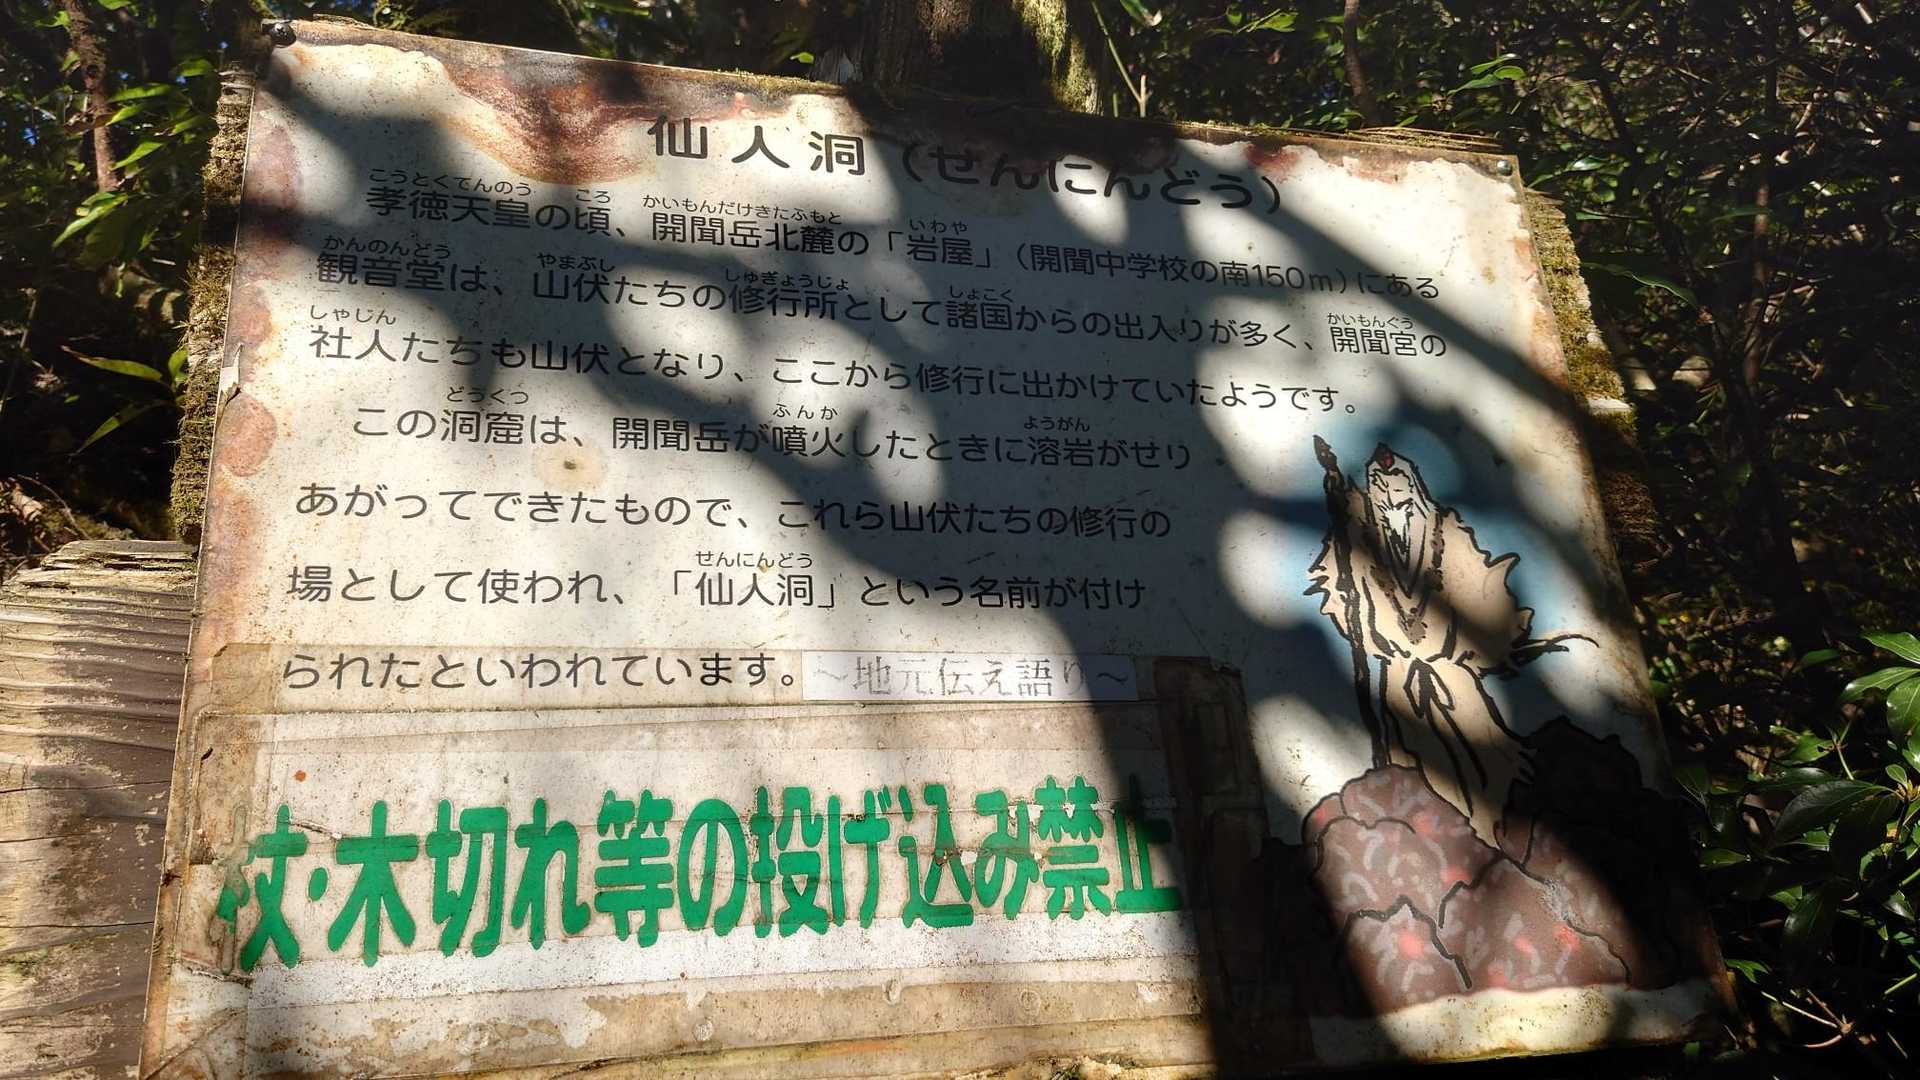 仙人洞（せんにんどう）
こうとくてんのう ころ かいもんだけきたふもと いわや
孝徳天皇の頃、開聞岳北麓の「岩屋」（開聞中学校の南150ｍ）にある
かんのんどう やまぶし しゅぎょうじょ しょこく かいもんぐう
観音堂は、山伏たちの修行所として諸国からの出入りが多く、開聞宮の
しゃじん
社人たちも山伏となり、ここから修行に出かけていたようです。
どうくつ ふんか ようがん
この洞窟は、開聞岳が噴火したときに溶岩がせり
あがってできたもので、これら山伏たちの修行の
せんにんどう
場として使われ、「仙人洞」という名前が付け
られたといわれています。～地元伝え語り～
杖・木切れ等の投げ込み禁止